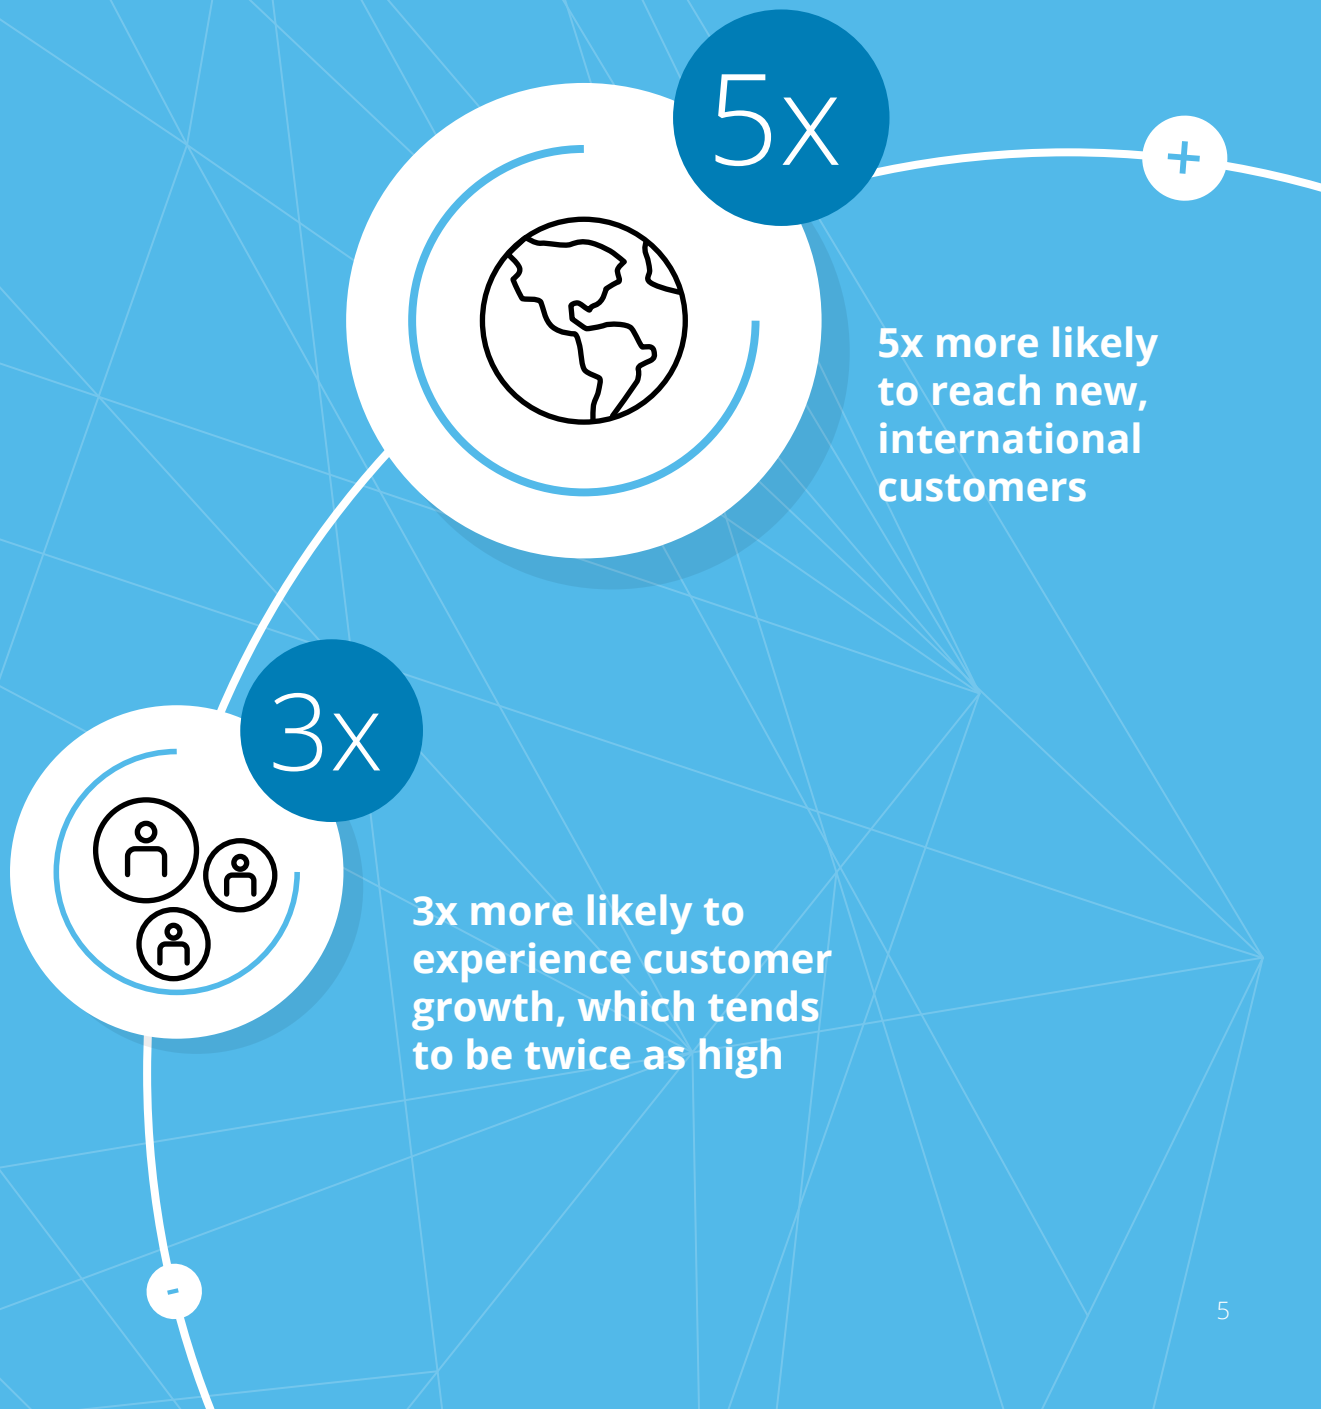 5x
+
5x more likely
to reach new,
international
customers
3x
3x more likely to
experience customer
growth, which tends
to be twice as high
-
5